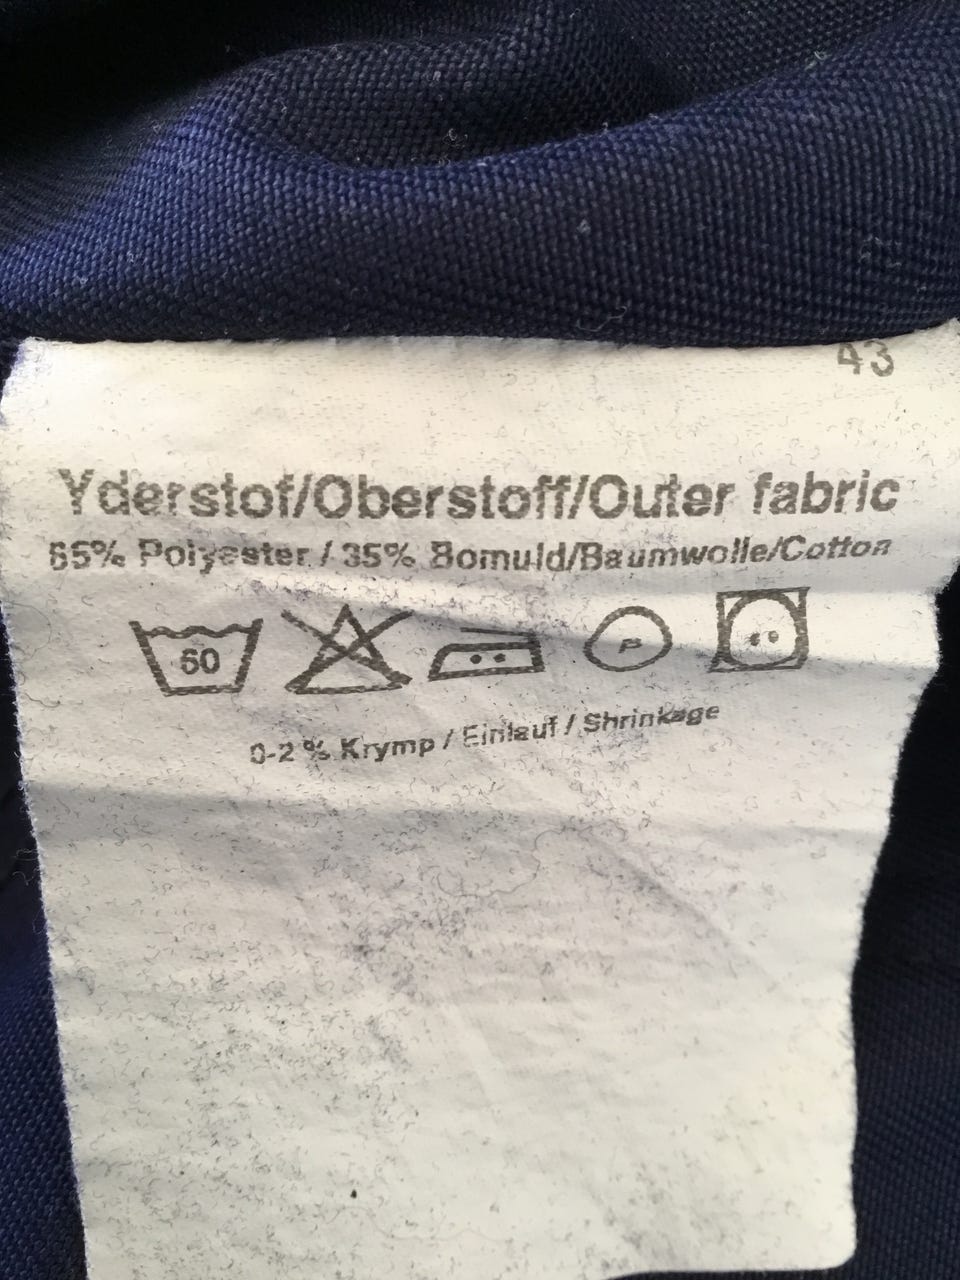 43
Yderstof/Oberstoff/Outer fabric
65% Polyester / 35% Bomuld/Baumwolle/Cotton
60 P
0-2 % Krymp / Einlauf / Shrinkage